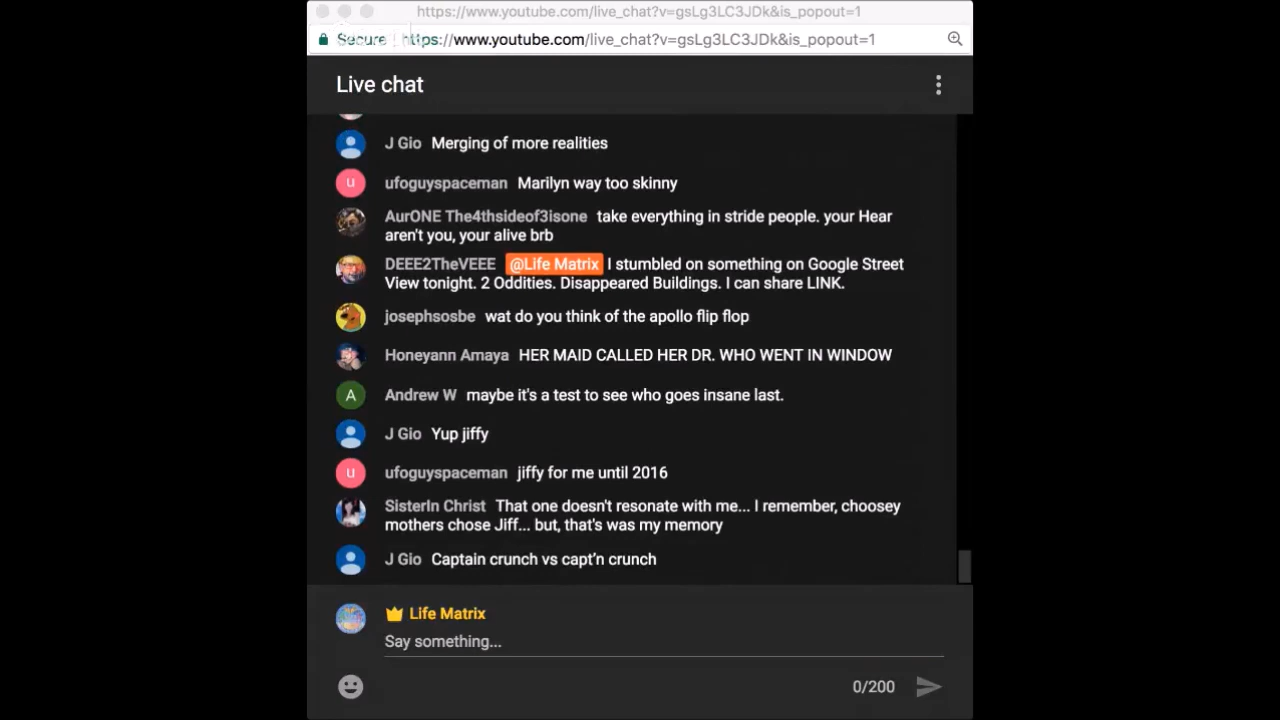 https://www.youtube.com/live_chat?v=gsLg3LC3JDk&is_popout=1
Secure https://www.youtube.com/live_chat?v=gsLg3LC3JDk&is_popout=1
Live chat
J Gio Merging of more realities
u ufoguyspaceman Marilyn way too skinny
AurONE The4thsideof3isone take everything in stride people. your Hear
aren't you, your alive brb
DEEE2TheVEEE @Life Matrix I stumbled on something on Google Street
View tonight. 2 Oddities. Disappeared Buildings. I can share LINK.
josephsosbe wat do you think of the apollo flip flop
Honeyann Amaya HER MAID CALLED HER DR. WHO WENT IN WINDOW
A Andrew W maybe it's a test to see who goes insane last.
J Gio Yup jiffy
u ufoguyspaceman jiffy for me until 2016
SisterIn Christ That one doesn't resonate with me... I remember, choosey
mothers chose Jiff... but, that's was my memory
J Gio Captain crunch vs capt’n crunch
Life Matrix
Say something...
0/200